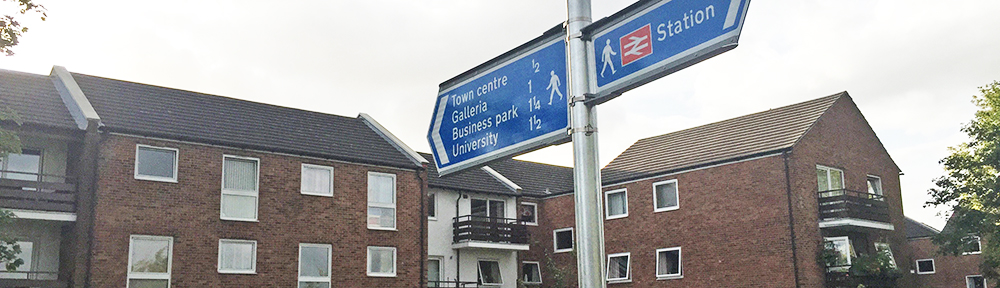 Town centre ½
Galleria 1
Business park 1¼
University 1½
Station